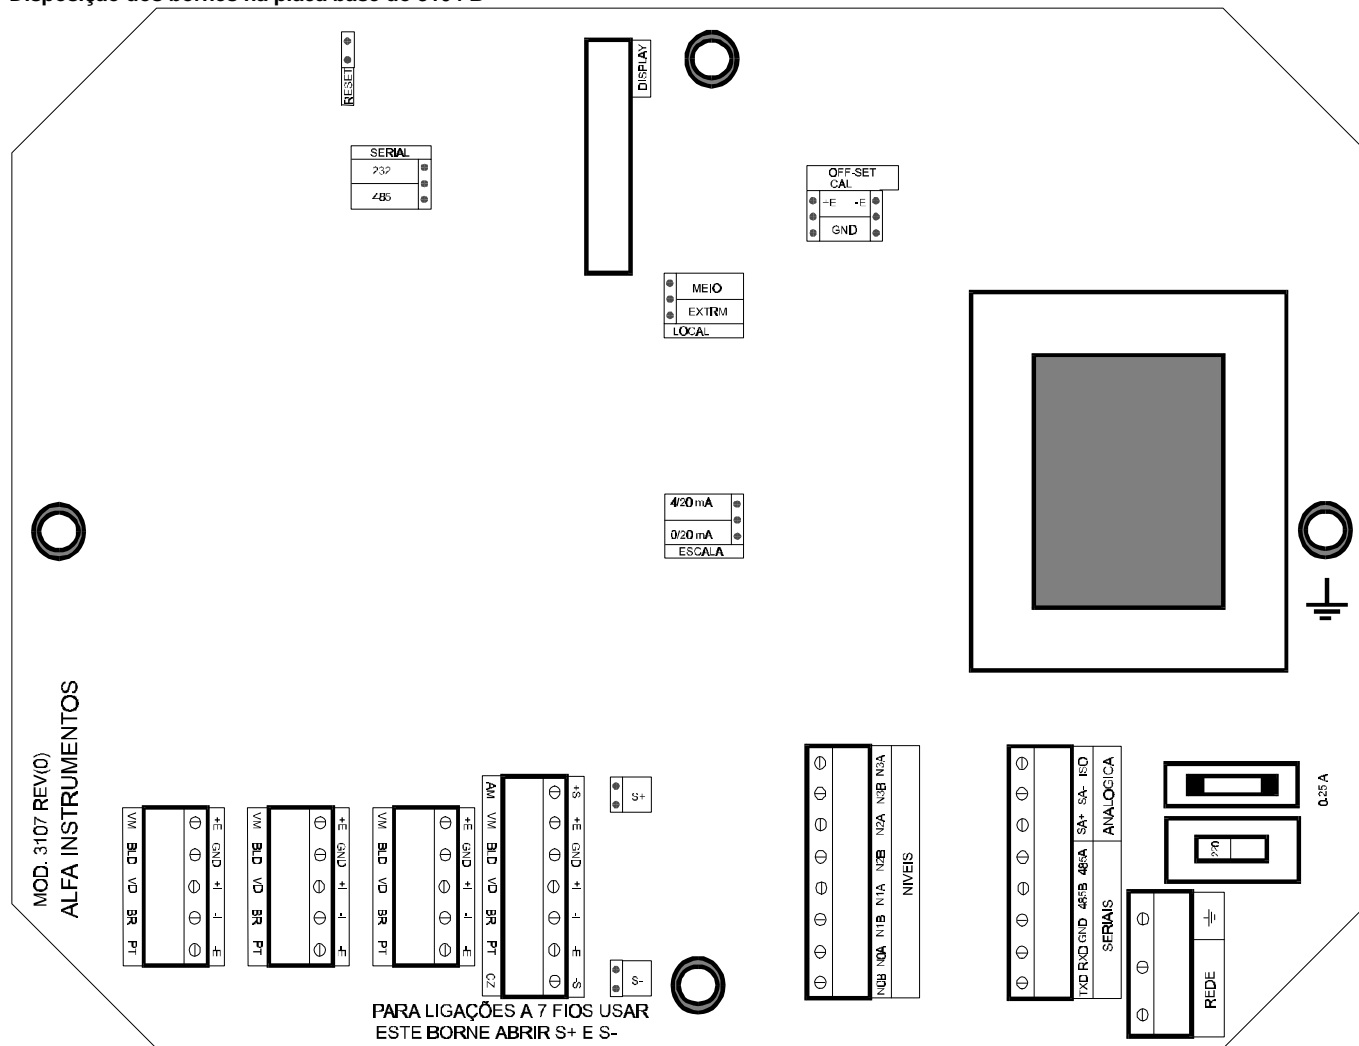 RESET
DISPLAY
SERIAL
232
485
OFF-SET
CAL
+E -E
GND
MEIO
EXTRM
LOCAL
4/20 mA
0/20 mA
ESCALA
MOD. 3107 REV(0)
ALFA INSTRUMENTOS
VM BLD VD BR PT
+E GND +I -I -E
VM BLD VD BR PT
+E GND +I -I -E
VM BLD VD BR PT
+E GND +I -I -E
AM VM BLD VD BR PT CZ
+S +E GND +I -I -E -S
S+
S-
PARA LIGAÇÕES A 7 FIOS USAR
ESTE BORNE ABRIR S+ E S-
N0B N0A N1B N1A N2B N2A N3B N3A
NIVEIS
TXD RXD GND 485B 485A SA+ SA- ISO
SERIAIS
ANALOGICA
0.25 A
220
REDE